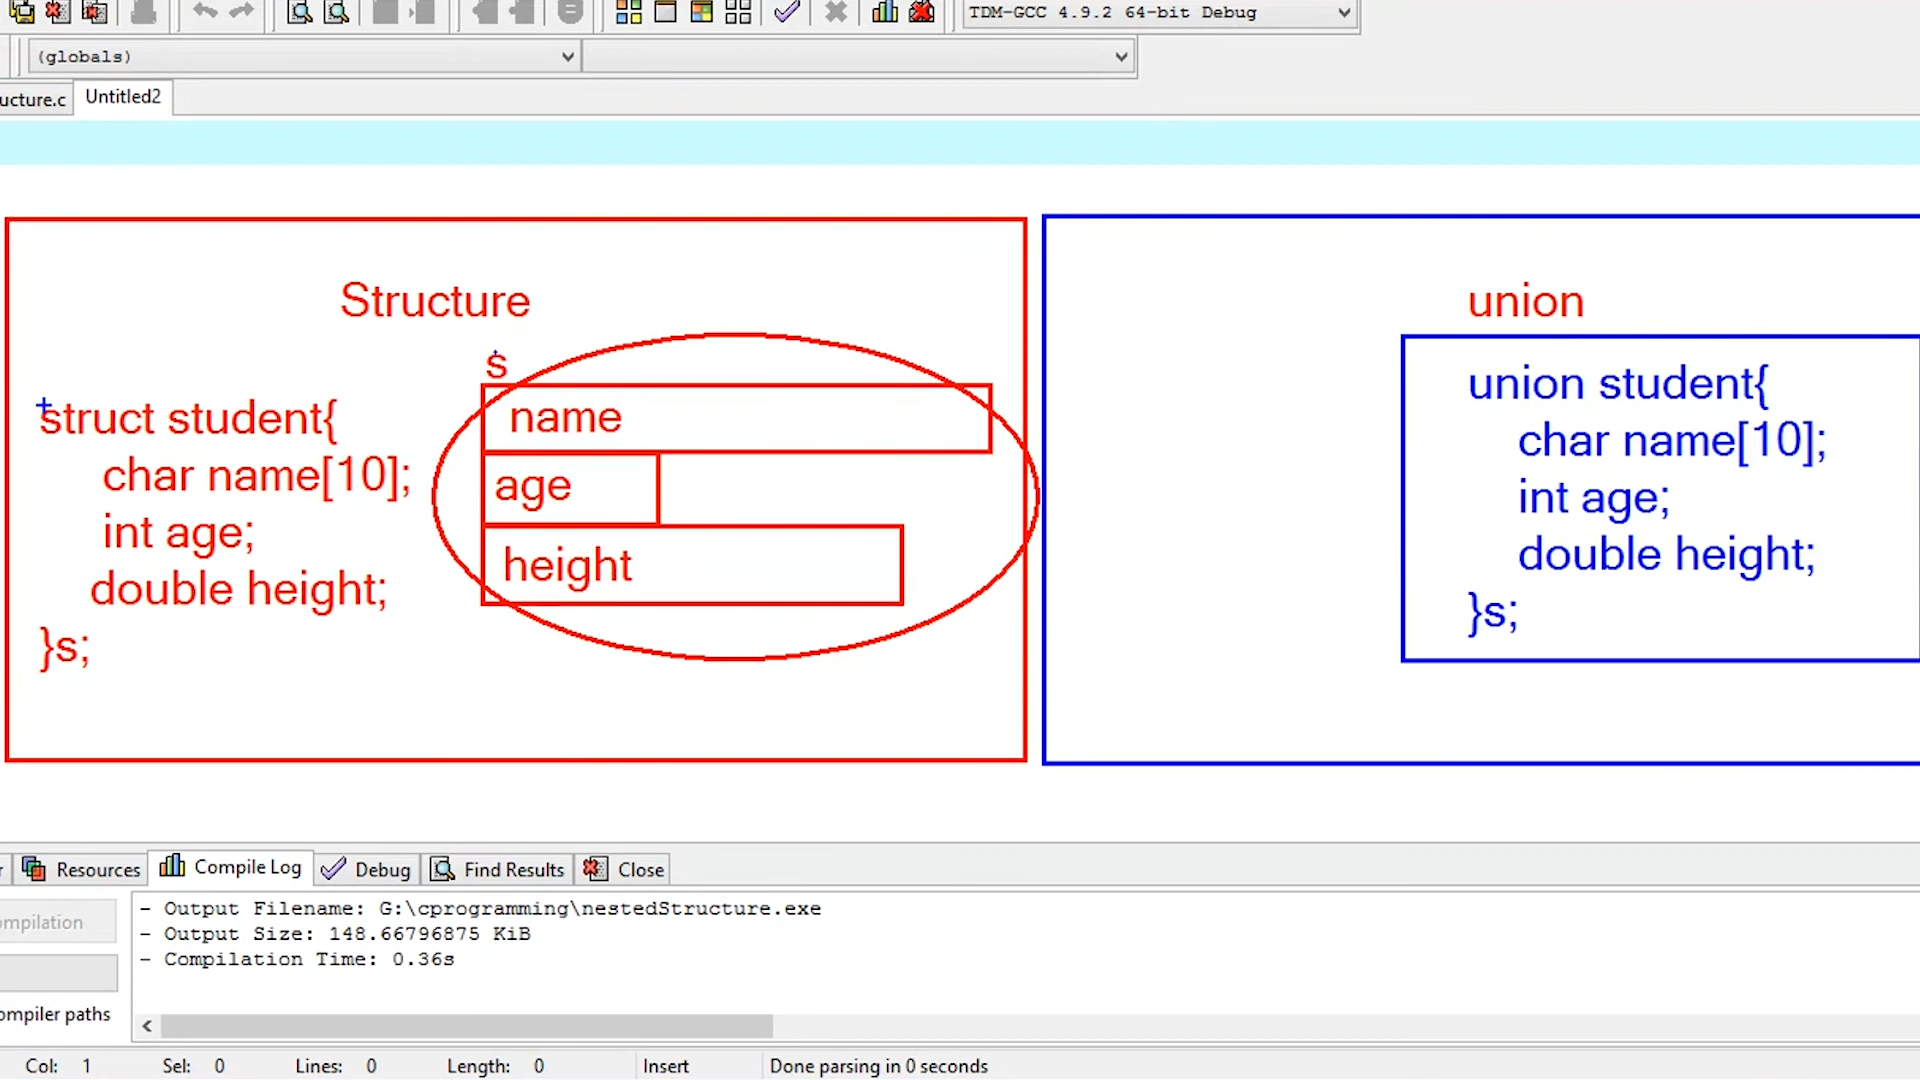 TDM-GCC 4.9.2 64-bit Debug
(globals)
ucture.c
Untitled2
Structure
s
struct student{
char name[10];
int age;
double height;
}s;
name
age
height
union
union student{
char name[10];
int age;
double height;
}s;
Resources
Compile Log
Debug
Find Results
Close
ompilation
- Output Filename: G:\cprogramming\nestedStructure.exe
- Output Size: 148.66796875 KiB
- Compilation Time: 0.36s
ompiler paths
Col: 1 Sel: 0 Lines: 0 Length: 0 Insert Done parsing in 0 seconds